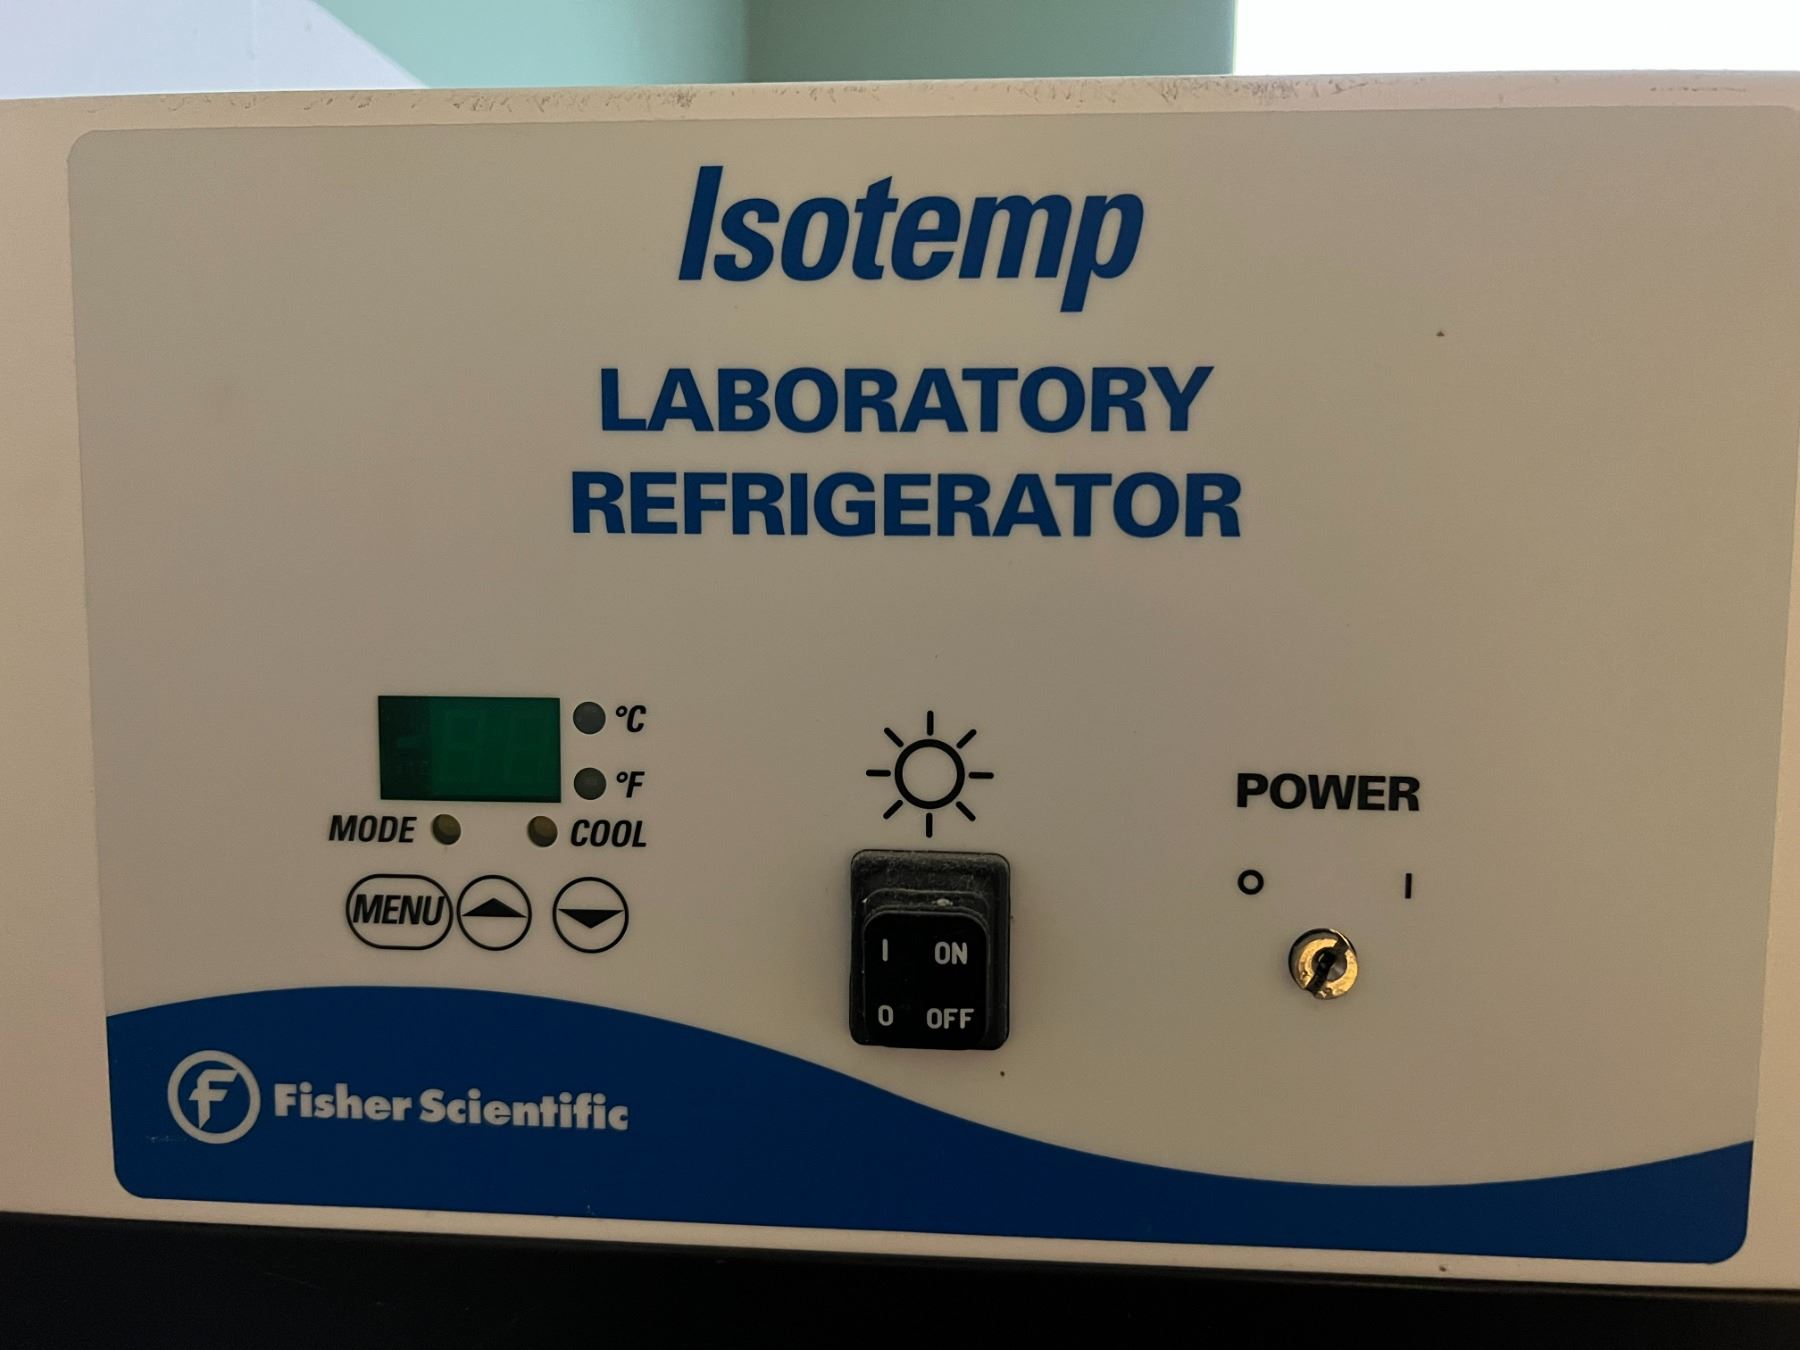 Isotemp
LABORATORY
REFRIGERATOR
°C
°F
MODE COOL
MENU
POWER
O I
I ON
O OFF
F Fisher Scientific